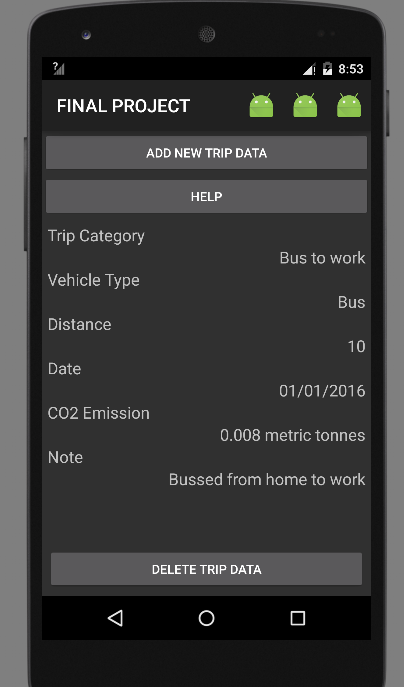 ? 8:53
FINAL PROJECT
ADD NEW TRIP DATA
HELP
Trip Category
Bus to work
Vehicle Type
Bus
Distance
10
Date
01/01/2016
CO2 Emission
0.008 metric tonnes
Note
Bussed from home to work
DELETE TRIP DATA